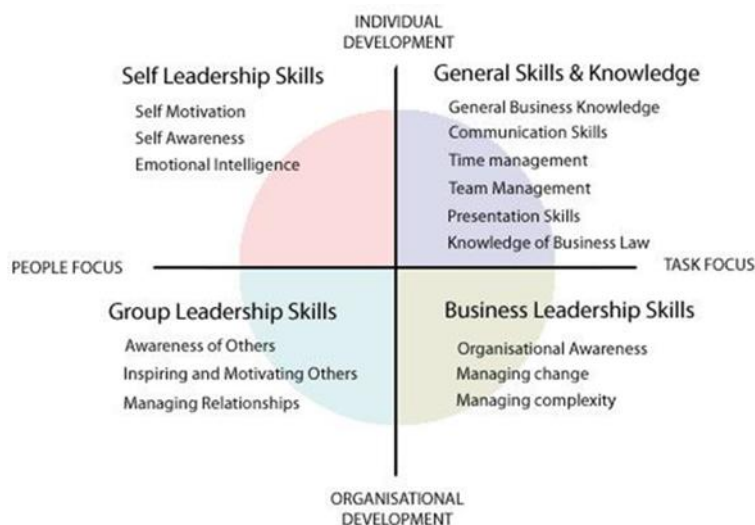 INDIVIDUAL
DEVELOPMENT
Self Leadership Skills
Self Motivation
Self Awareness
Emotional Intelligence
General Skills & Knowledge
General Business Knowledge
Communication Skills
Time management
Team Management
Presentation Skills
Knowledge of Business Law
PEOPLE FOCUS
TASK FOCUS
Group Leadership Skills
Awareness of Others
Inspiring and Motivating Others
Managing Relationships
Business Leadership Skills
Organisational Awareness
Managing change
Managing complexity
ORGANISATIONAL
DEVELOPMENT